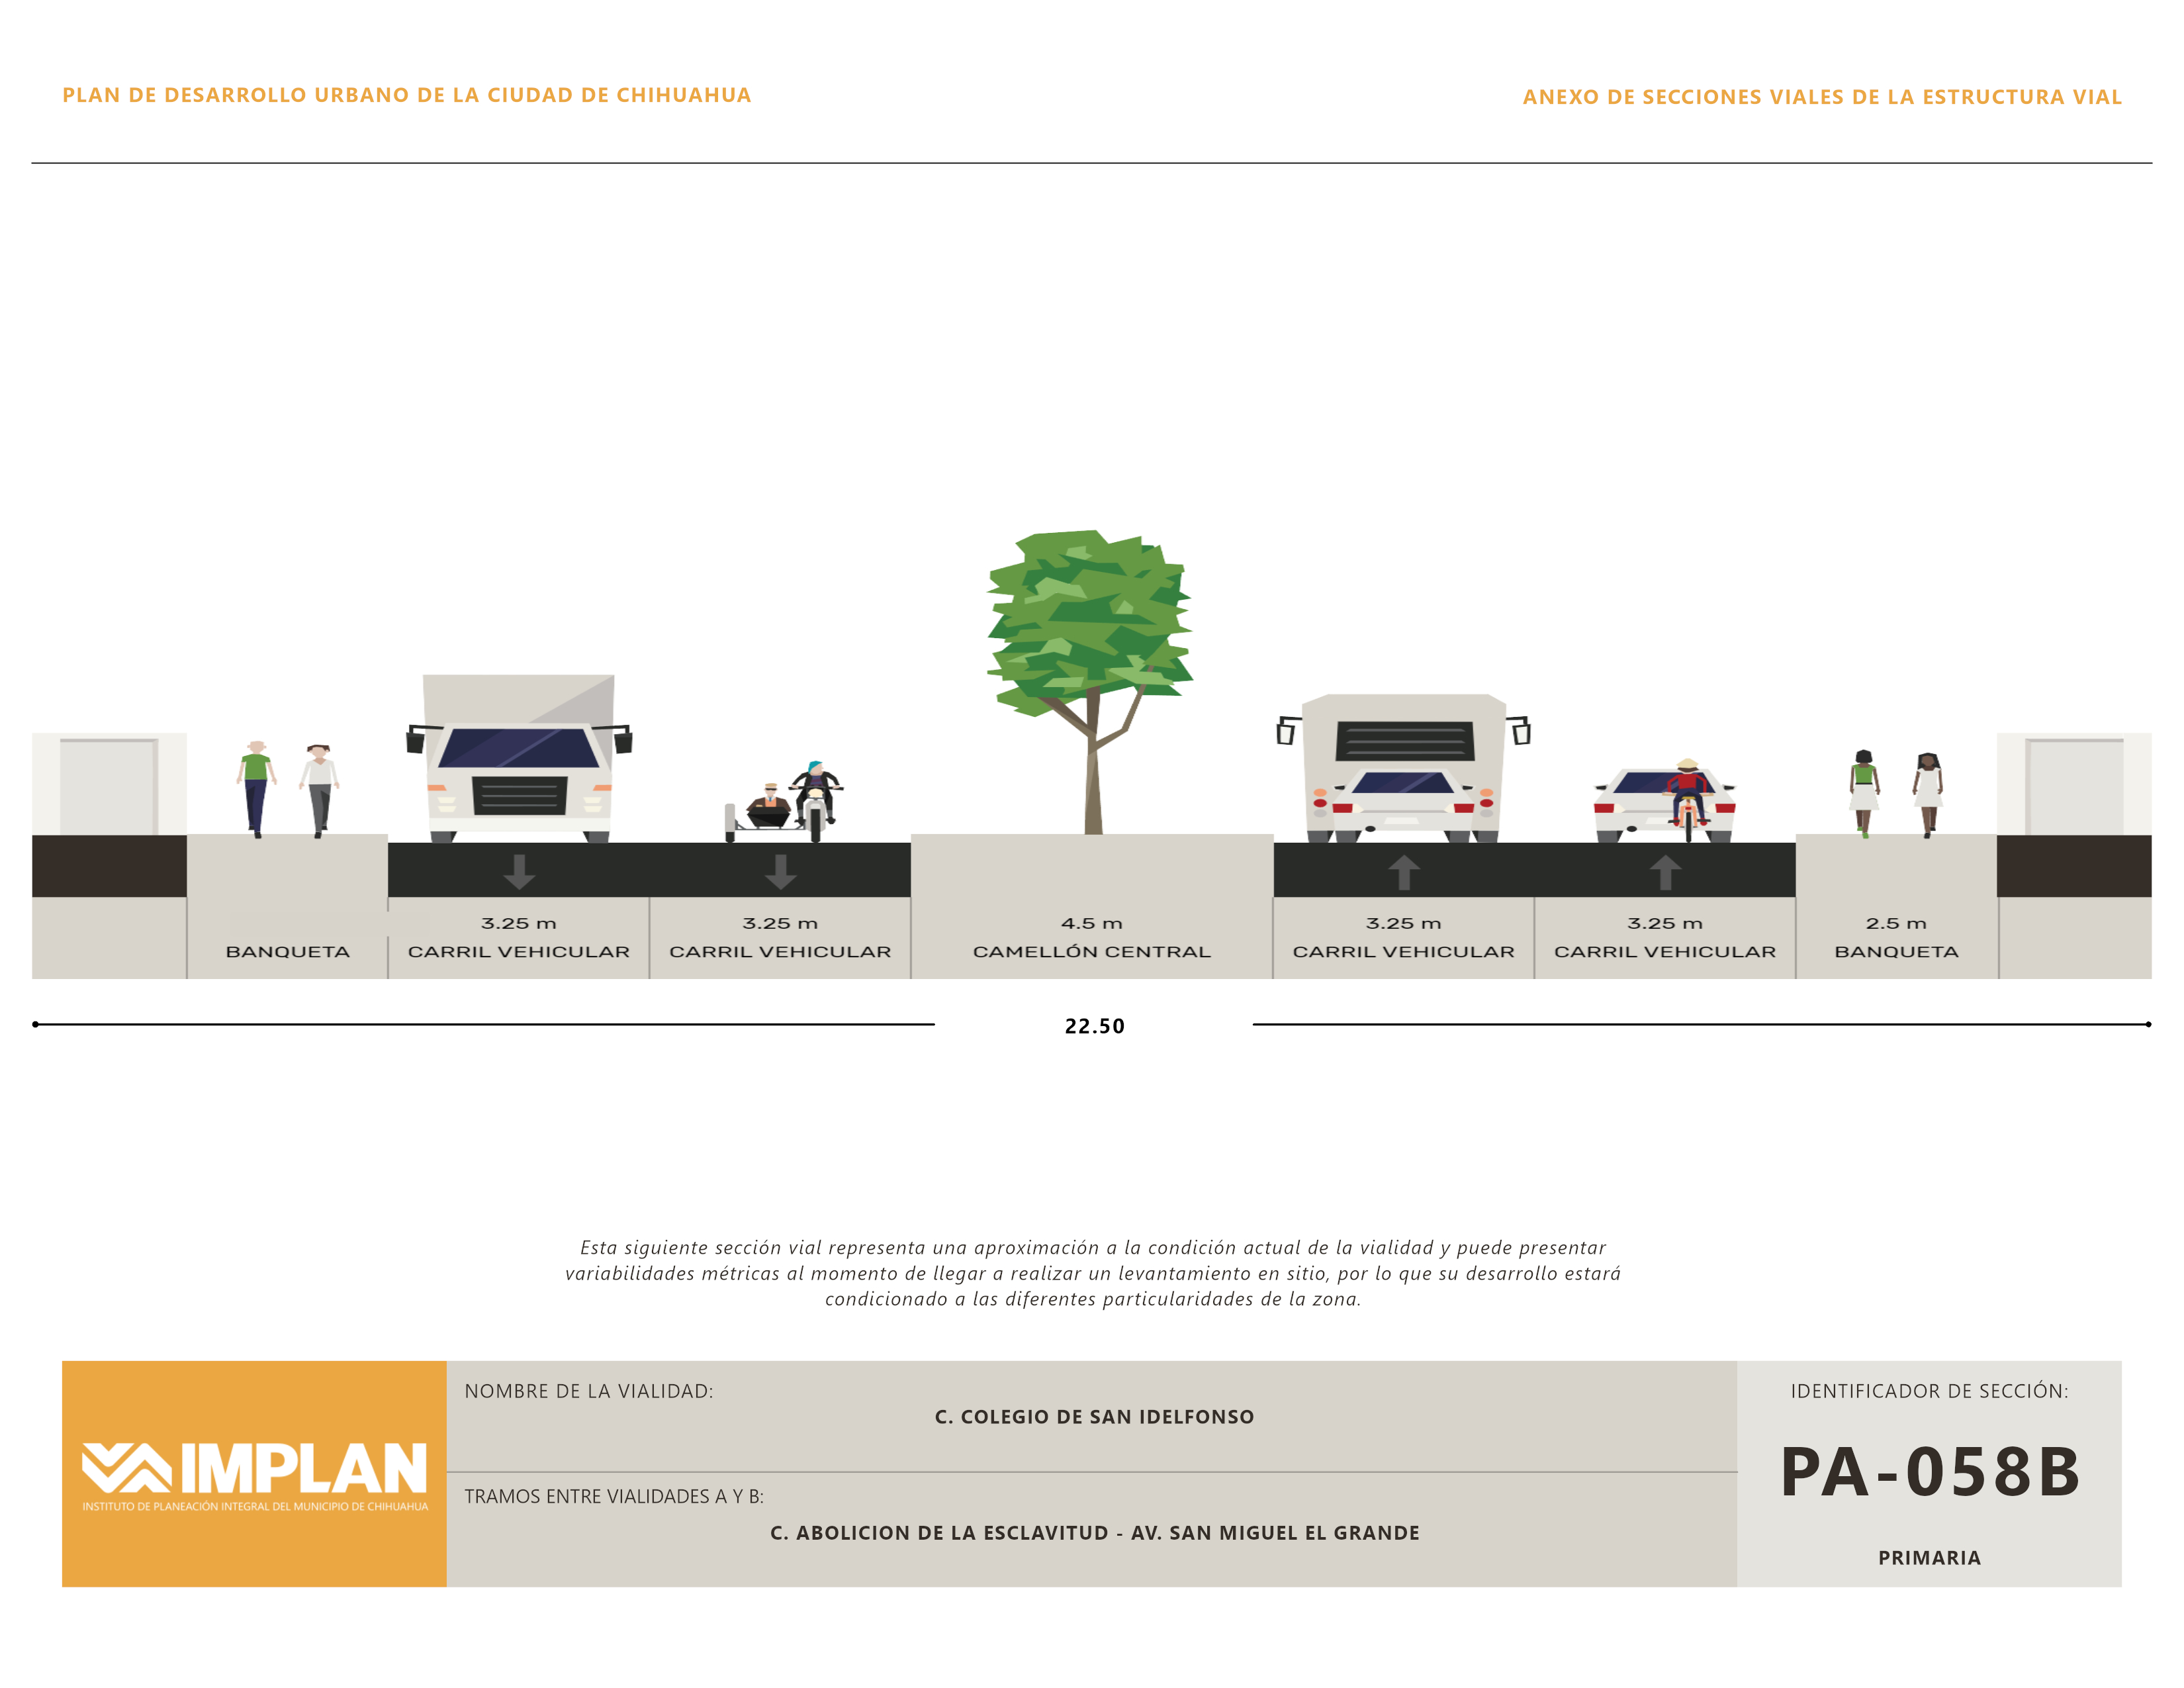 PLAN DE DESARROLLO URBANO DE LA CIUDAD DE CHIHUAHUA
ANEXO DE SECCIONES VIALES DE LA ESTRUCTURA VIAL
3.25 m
3.25 m
4.5 m
3.25 m
3.25 m
2.5 m
BANQUETA
CARRIL VEHICULAR
CARRIL VEHICULAR
CAMELLÓN CENTRAL
CARRIL VEHICULAR
CARRIL VEHICULAR
BANQUETA
22.50
Esta siguiente sección vial representa una aproximación a la condición actual de la vialidad y puede presentar
variabilidades métricas al momento de llegar a realizar un levantamiento en sitio, por lo que su desarrollo estará
condicionado a las diferentes particularidades de la zona.
IMPLAN
INSTITUTO DE PLANEACIÓN INTEGRAL DEL MUNICIPIO DE CHIHUAHUA
NOMBRE DE LA VIALIDAD:
C. COLEGIO DE SAN IDELFONSO
TRAMOS ENTRE VIALIDADES A Y B:
C. ABOLICION DE LA ESCLAVITUD - AV. SAN MIGUEL EL GRANDE
IDENTIFICADOR DE SECCIÓN:
PA-058B
PRIMARIA